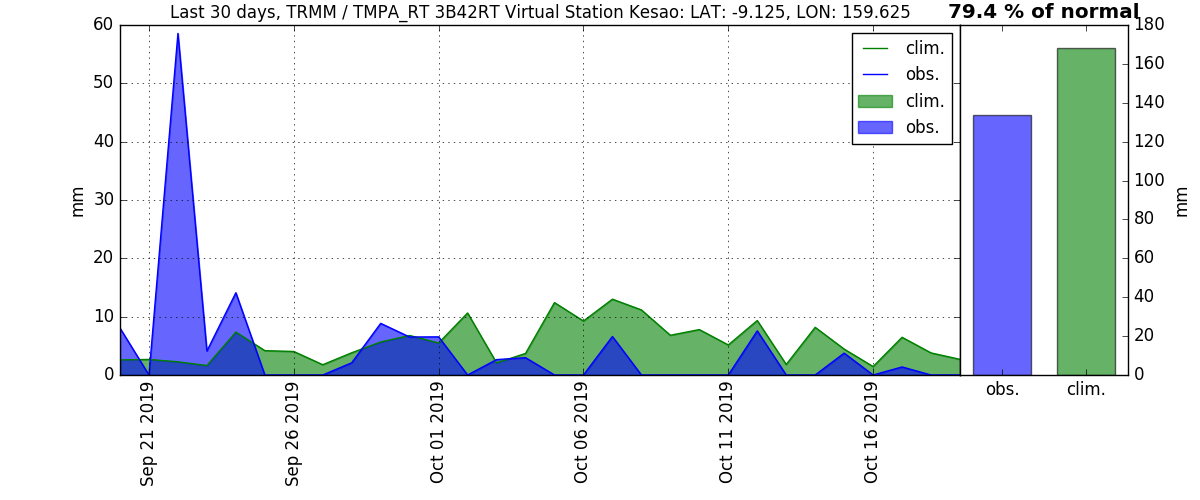 Last 30 days, TRMM / TMPA_RT 3B42RT Virtual Station Kesao: LAT: -9.125, LON: 159.625
79.4 % of normal
60
50
40
30
20
10
0
mm
clim.
obs.
clim.
obs.
Sep 21 2019
Sep 26 2019
Oct 01 2019
Oct 06 2019
Oct 11 2019
Oct 16 2019
180
160
140
120
100
80
60
40
20
0
mm
obs.
clim.